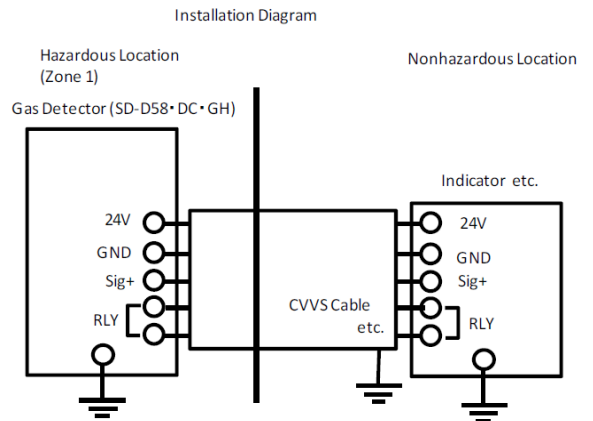 Installation Diagram
Hazardous Location
(Zone 1)
Nonhazardous Location
Gas Detector (SD-D58・DC・GH)
Indicator etc.
24V
GND
Sig+
RLY
CVVS Cable
etc.
24V
GND
Sig+
RLY